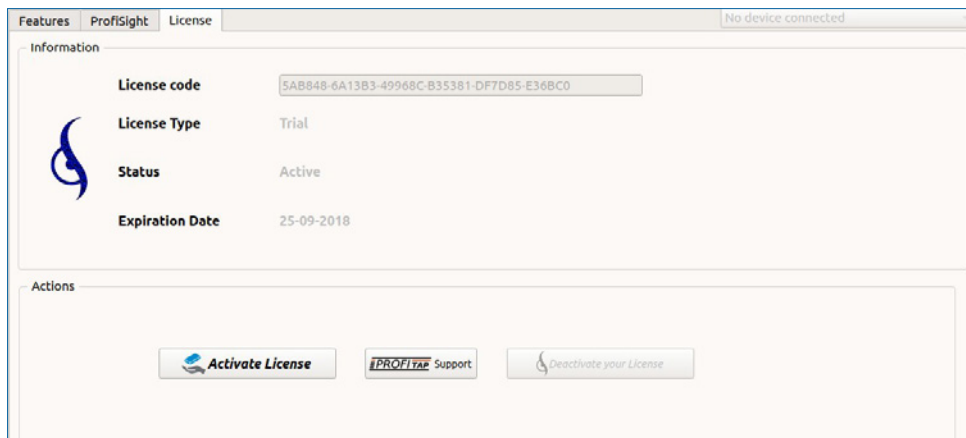 Features ProfiSight License No device connected
Information
License code 5AB848-6A13B3-49968C-B35381-DF7D85-E36BC0
License Type Trial
Status Active
Expiration Date 25-09-2018
Actions
Activate License PROFITAP Support Deactivate your License